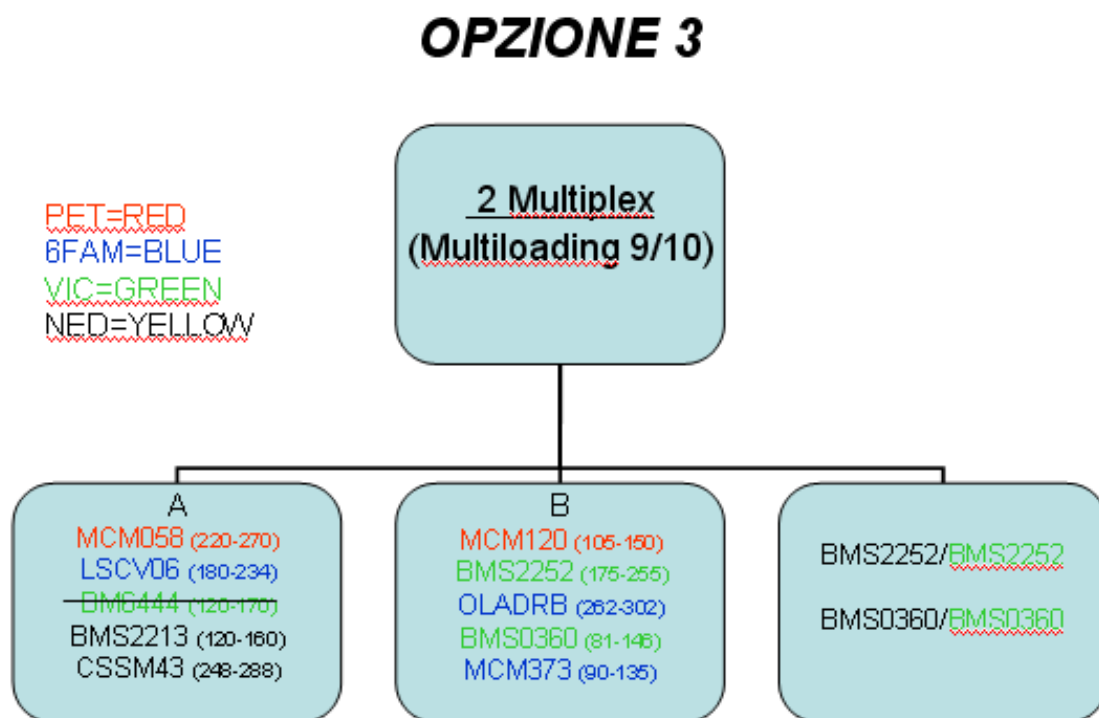 OPZIONE 3
PET=RED
6FAM=BLUE
VIC=GREEN
NED=YELLOW
2 Multiplex
(Multiloading 9/10)
A
MCM058 (220-270)
LSCV06 (180-234)
BM6444 (120-170)
BMS2213 (120-160)
CSSM43 (248-288)
B
MCM120 (105-150)
BMS2252 (175-255)
OLADRB (262-302)
BMS0360 (81-146)
MCM373 (90-135)
BMS2252/BMS2252
BMS0360/BMS0360